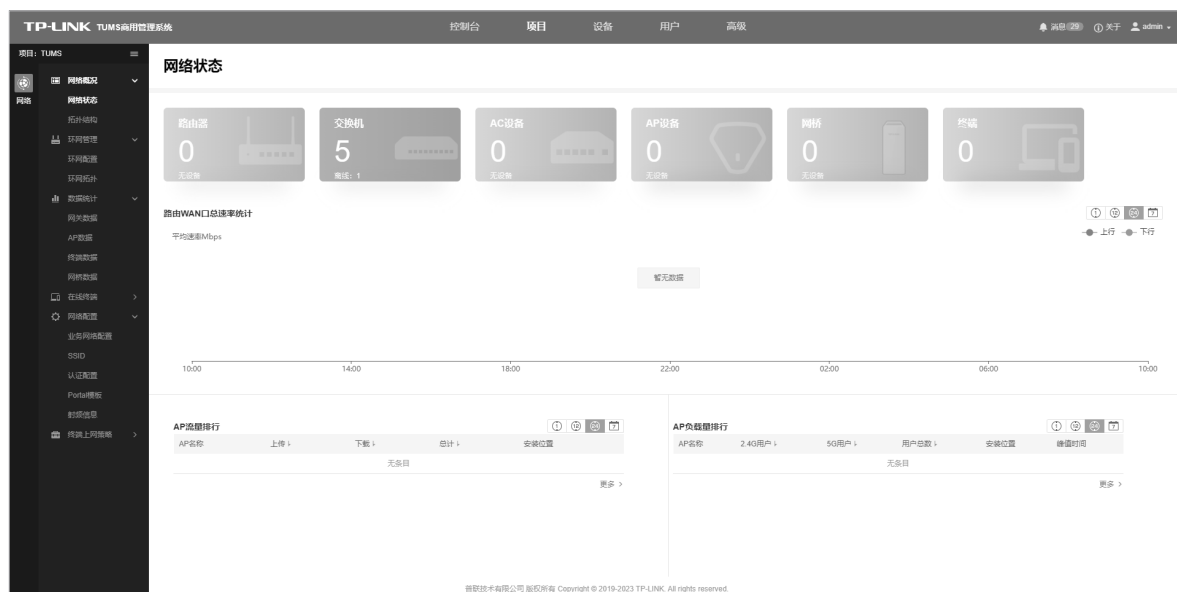 TP-LINK TUMS商用管理系统 控制台 项目 设备 用户 高级 消息 29 关于 admin
项目: TUMS
网络
网络概况
网络状态
拓扑结构
环网管理
环网配置
环网拓扑
数据统计
网关数据
AP数据
终端数据
网桥数据
在线终端
网络配置
业务网络配置
SSID
认证配置
Portal模板
射频信息
终端上网策略
网络状态
路由器 交换机 AC设备 AP设备 网桥 终端
0 5 0 0 0 0
无设备 离线: 1 无设备 无设备 无设备
路由WAN口总速率统计 1 12 24 7
平均速率Mbps 上行 下行
暂无数据
10:00 14:00 18:00 22:00 02:00 06:00 10:00
AP流量排行 1 12 24 7
AP名称 上传 下载 总计 安装位置
无条目
更多 >
AP负载量排行 1 12 24 7
AP名称 2.4G用户 5G用户 用户总数 安装位置 峰值时间
无条目
更多 >
普联技术有限公司 版权所有 Copyright © 2019-2023 TP-LINK. All rights reserved.